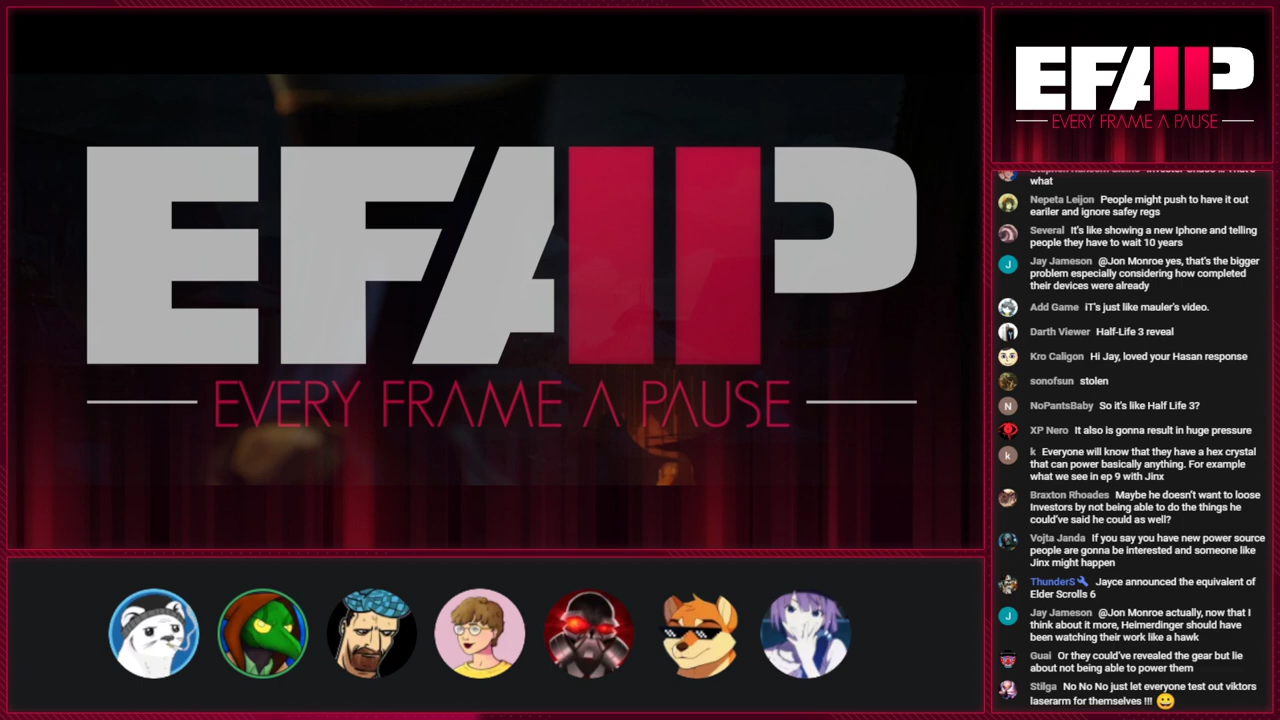 EFAP
EVERY FRAME A PAUSE
EFAP
EVERY FRAME A PAUSE
what
Nepeta Leijon People might push to have it out
eariler and ignore safey regs
Several It's like showing a new Iphone and telling
people they have to wait 10 years
J
Jay Jameson @Jon Monroe yes, that's the bigger
problem especially considering how completed
their devices were already
Add Game iT's just like mauler's video.
Darth Viewer Half-Life 3 reveal
Kro Caligon Hi Jay, loved your Hasan response
sonofsun stolen
N
NoPantsBaby So it's like Half Life 3?
XP Nero It also is gonna result in huge pressure
k
k Everyone will know that they have a hex crystal
that can power basically anything. For example
what we see in ep 9 with Jinx
Braxton Rhoades Maybe he doesn't want to loose
Investors by not being able to do the things he
could've said he could as well?
Vojta Janda If you say you have new power source
people are gonna be interested and someone like
Jinx might happen
ThunderS Jayce announced the equivalent of
Elder Scrolls 6
J
Jay Jameson @Jon Monroe actually, now that I
think about it more, Heimerdinger should have
been watching their work like a hawk
Guai Or they could've revealed the gear but lie
about not being able to power them
Stilga No No No just let everyone test out viktors
laserarm for themselves !!! 😀